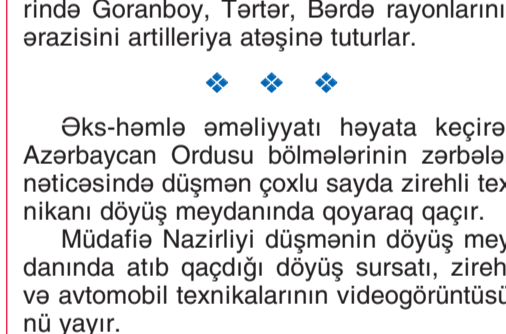 rində Goranboy, Tərtər, Bərdə rayonlarını
ərazisini artilleriya atəşinə tuturlar.
Əks-həmlə əməliyyatı həyata keçirə
Azərbaycan Ordusu bölmələrinin zərbələ
nəticəsində düşmən çoxlu sayda zirehli tex
nikanı döyüş meydanında qoyaraq qaçır.
Müdafiə Nazirliyi düşmənin döyüş mey
danında atıb qaçdığı döyüş sursatı, zireh
və avtomobil texnikalarının videogörüntüsü
nü yayır.